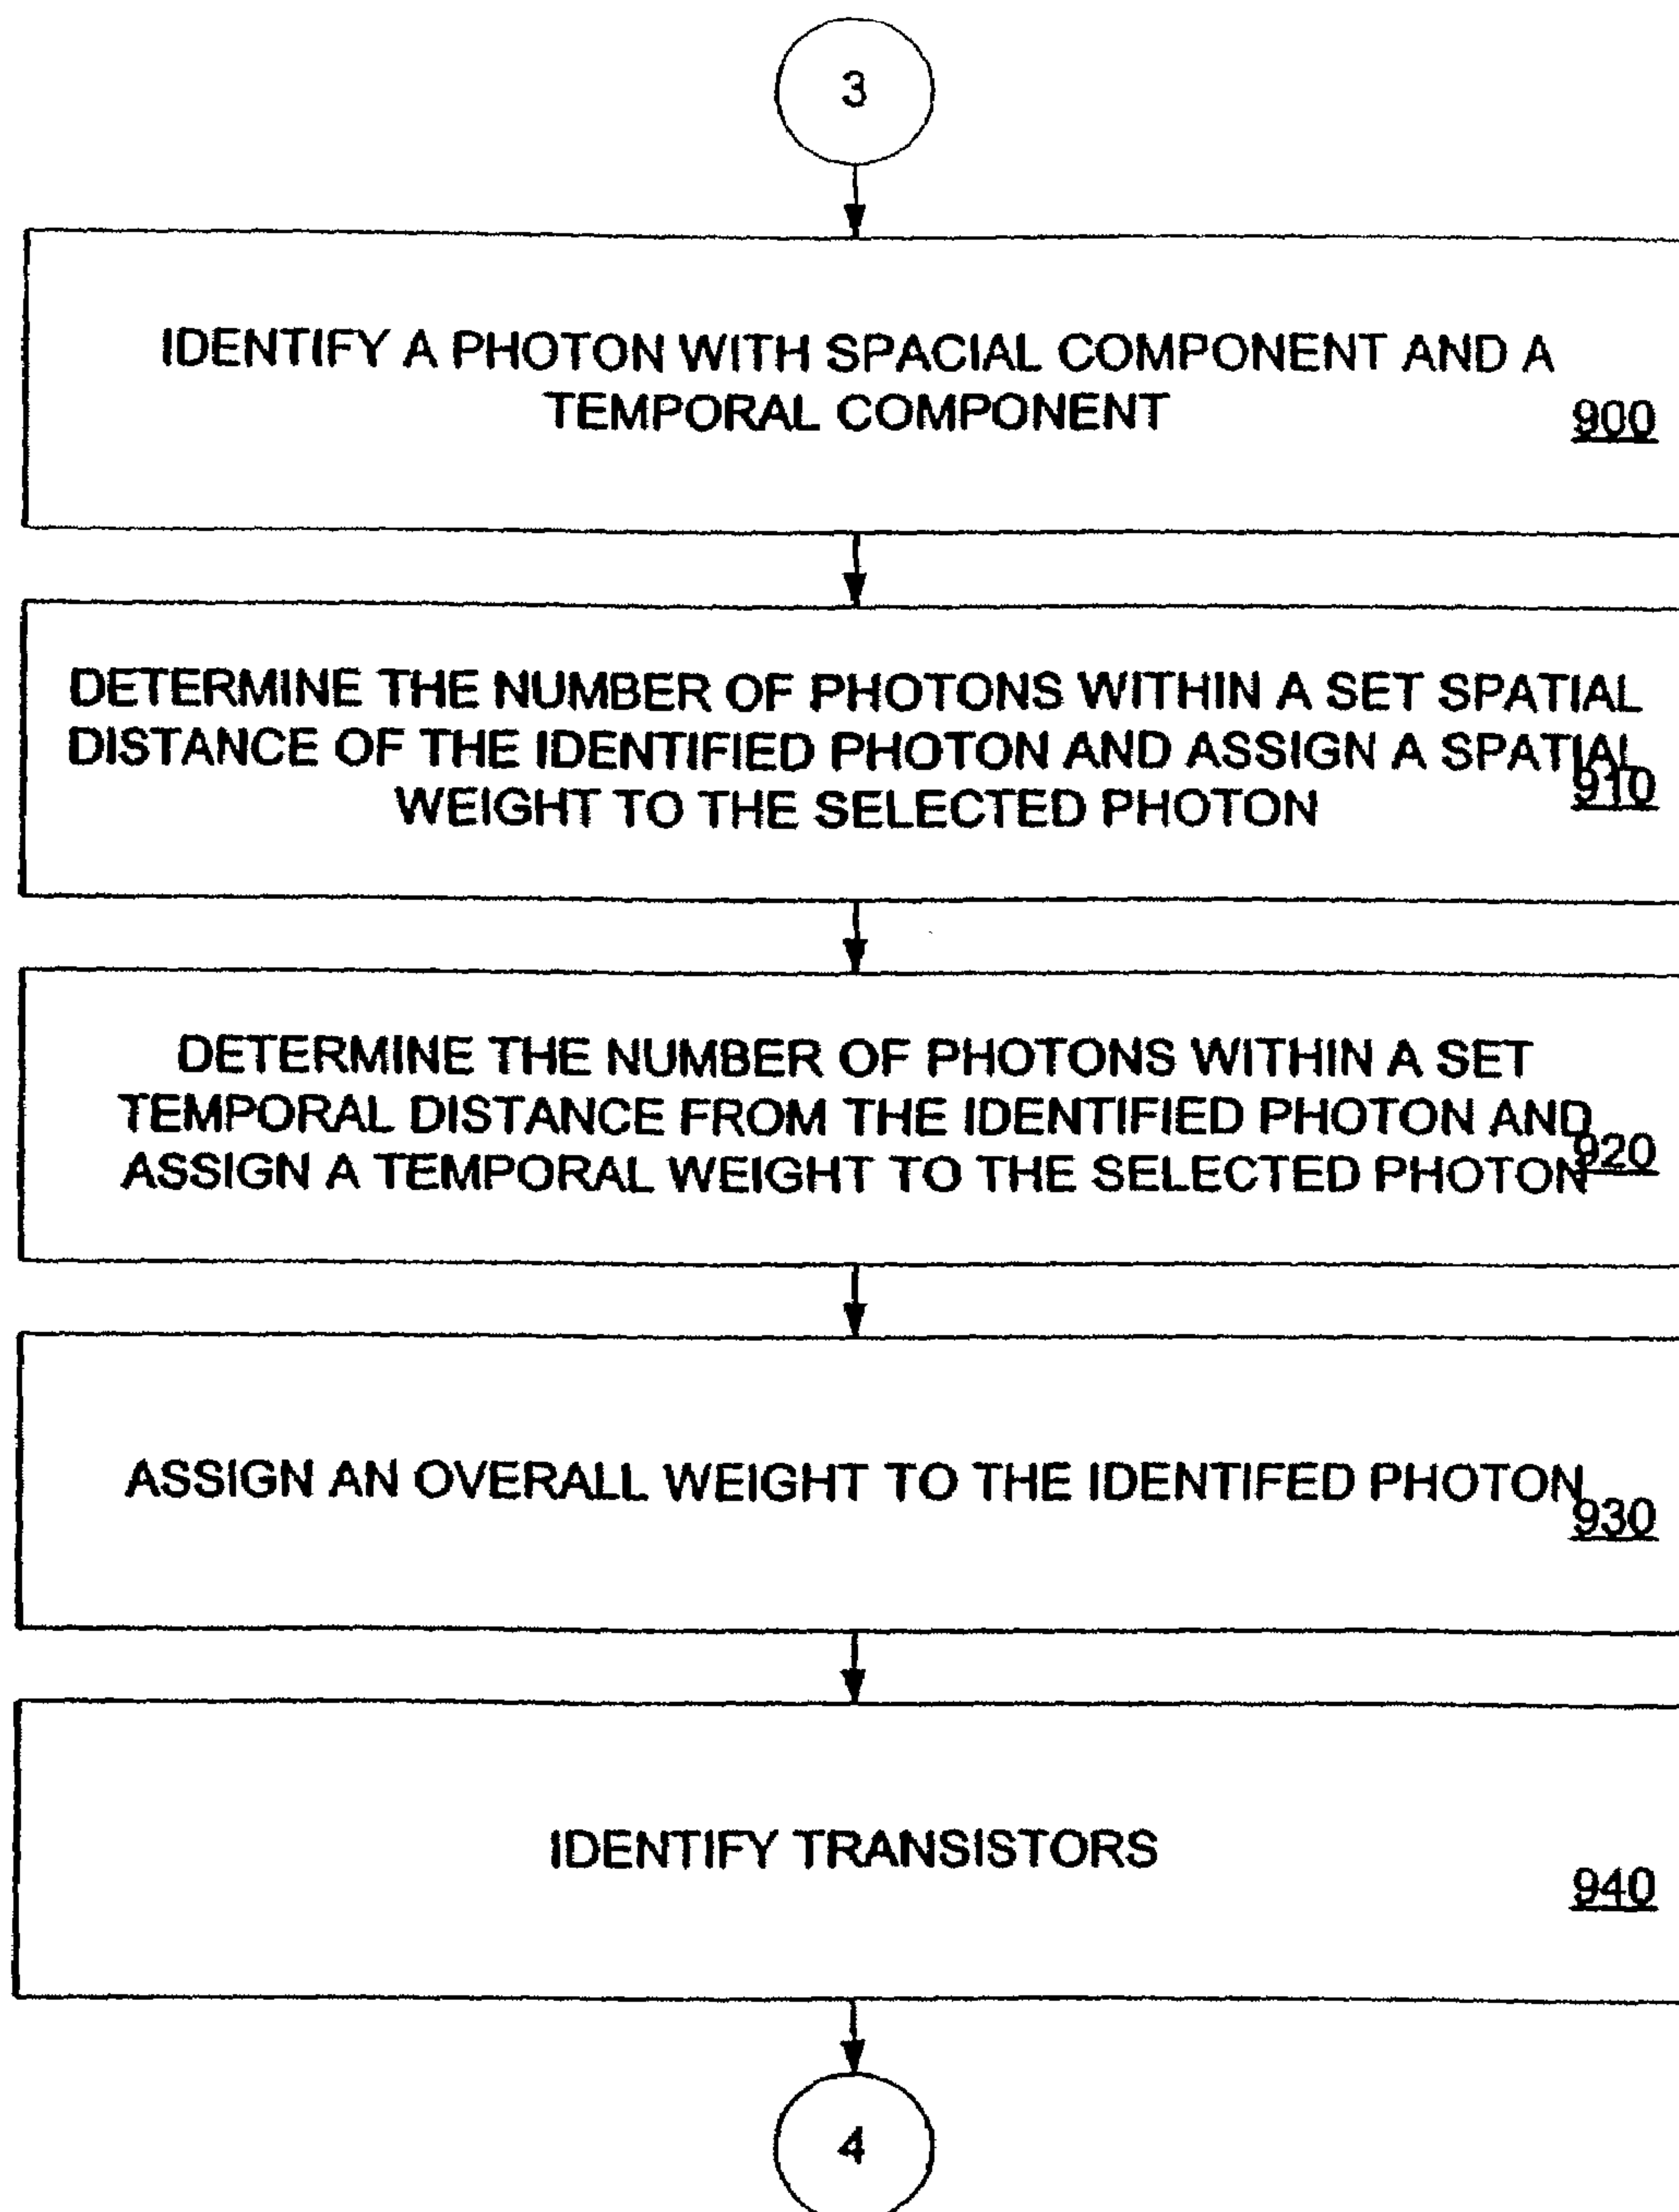 3
IDENTIFY A PHOTON WITH SPACIAL COMPONENT AND A
TEMPORAL COMPONENT
900
DETERMINE THE NUMBER OF PHOTONS WITHIN A SET SPATIAL
DISTANCE OF THE IDENTIFIED PHOTON AND ASSIGN A SPATIAL
WEIGHT TO THE SELECTED PHOTON
910
DETERMINE THE NUMBER OF PHOTONS WITHIN A SET
TEMPORAL DISTANCE FROM THE IDENTIFIED PHOTON AND
ASSIGN A TEMPORAL WEIGHT TO THE SELECTED PHOTON
920
ASSIGN AN OVERALL WEIGHT TO THE IDENTIFED PHOTON
930
IDENTIFY TRANSISTORS
940
4